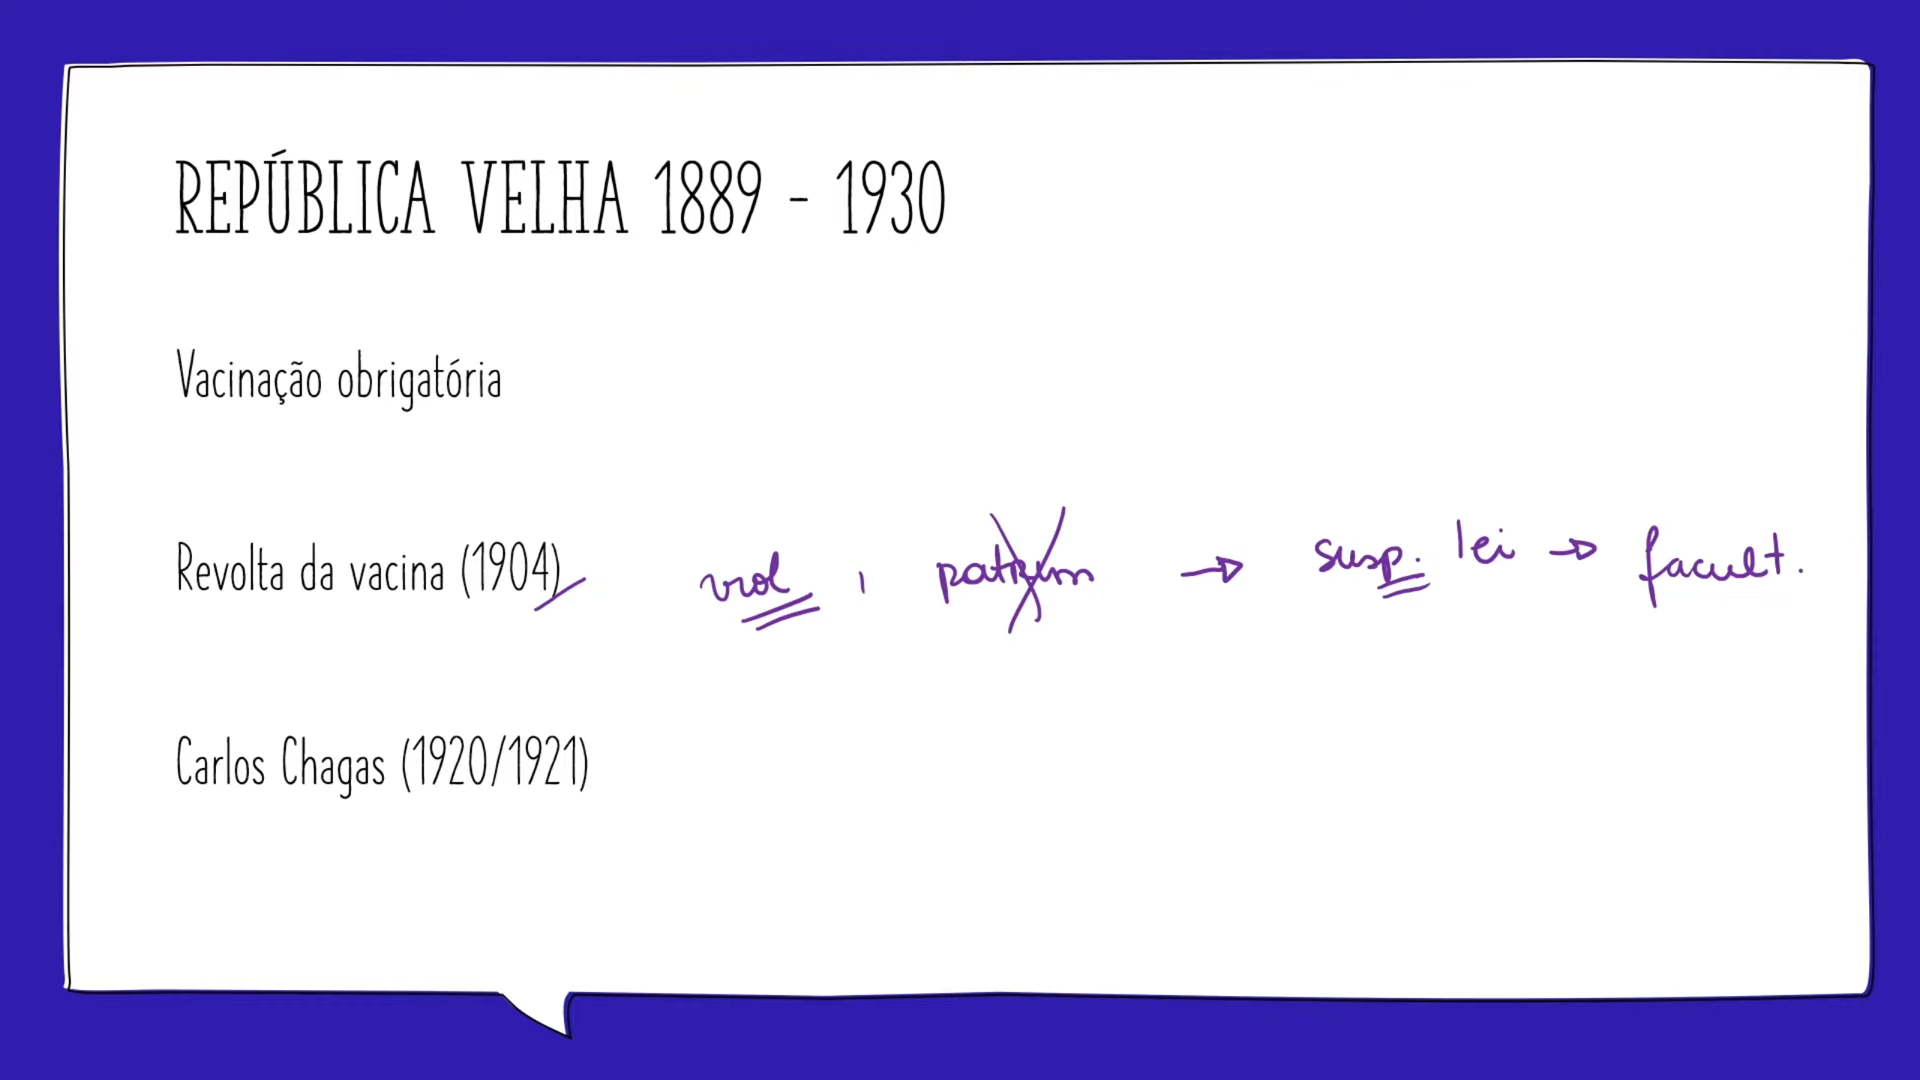 REPÚBLICA VELHA 1889 - 1930
Vacinação obrigatória
Revolta da vacina (1904) viol , → susp. lei → facult.
Carlos Chagas (1920/1921)